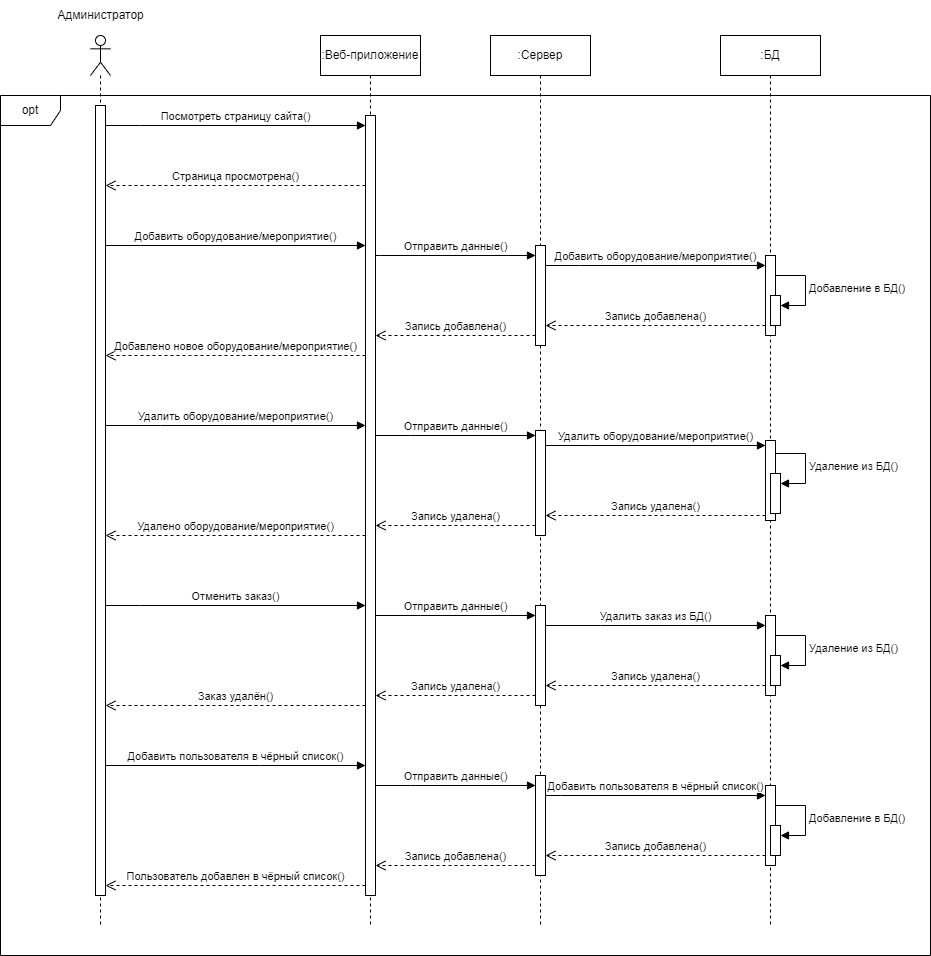 Администратор
:Веб-приложение
:Сервер
:БД
opt
Посмотреть страницу сайта()
Страница просмотрена()
Добавить оборудование/мероприятие()
Отправить данные()
Добавить оборудование/мероприятие()
Добавление в БД()
Запись добавлена()
Запись добавлена()
Добавлено новое оборудование/мероприятие()
Удалить оборудование/мероприятие()
Отправить данные()
Удалить оборудование/мероприятие()
Удаление из БД()
Запись удалена()
Запись удалена()
Удалено оборудование/мероприятие()
Отменить заказ()
Отправить данные()
Удалить заказ из БД()
Удаление из БД()
Запись удалена()
Запись удалена()
Заказ удалён()
Добавить пользователя в чёрный список()
Отправить данные()
Добавить пользователя в чёрный список()
Добавление в БД()
Запись добавлена()
Запись добавлена()
Пользователь добавлен в чёрный список()